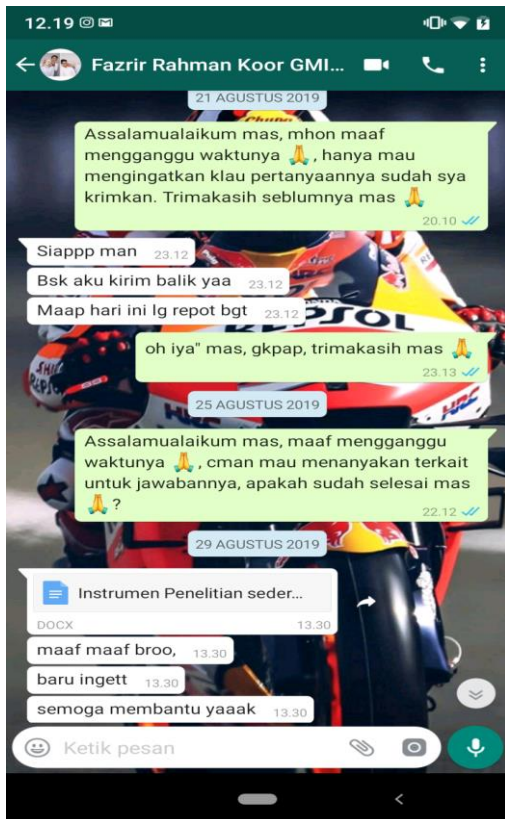 12.19
Fazrir Rahman Koor GMI...
21 AGUSTUS 2019
Assalamualaikum mas, mhon maaf
mengganggu waktunya 🙏, hanya mau
mengingatkan klau pertanyaannya sudah sya
krimkan. Trimakasih seblumnya mas 🙏
20.10
Siappp man 23.12
Bsk aku kirim balik yaa 23.12
Maap hari ini lg repot bgt 23.12
oh iya" mas, gkpap, trimakasih mas 🙏
23.13
25 AGUSTUS 2019
Assalamualaikum mas, maaf mengganggu
waktunya 🙏, cman mau menanyakan terkait
untuk jawabannya, apakah sudah selesai mas
🙏?
22.12
29 AGUSTUS 2019
Instrumen Penelitian seder...
DOCX 13.30
maaf maaf broo, 13.30
baru ingett 13.30
semoga membantu yaaak 13.30
Ketik pesan